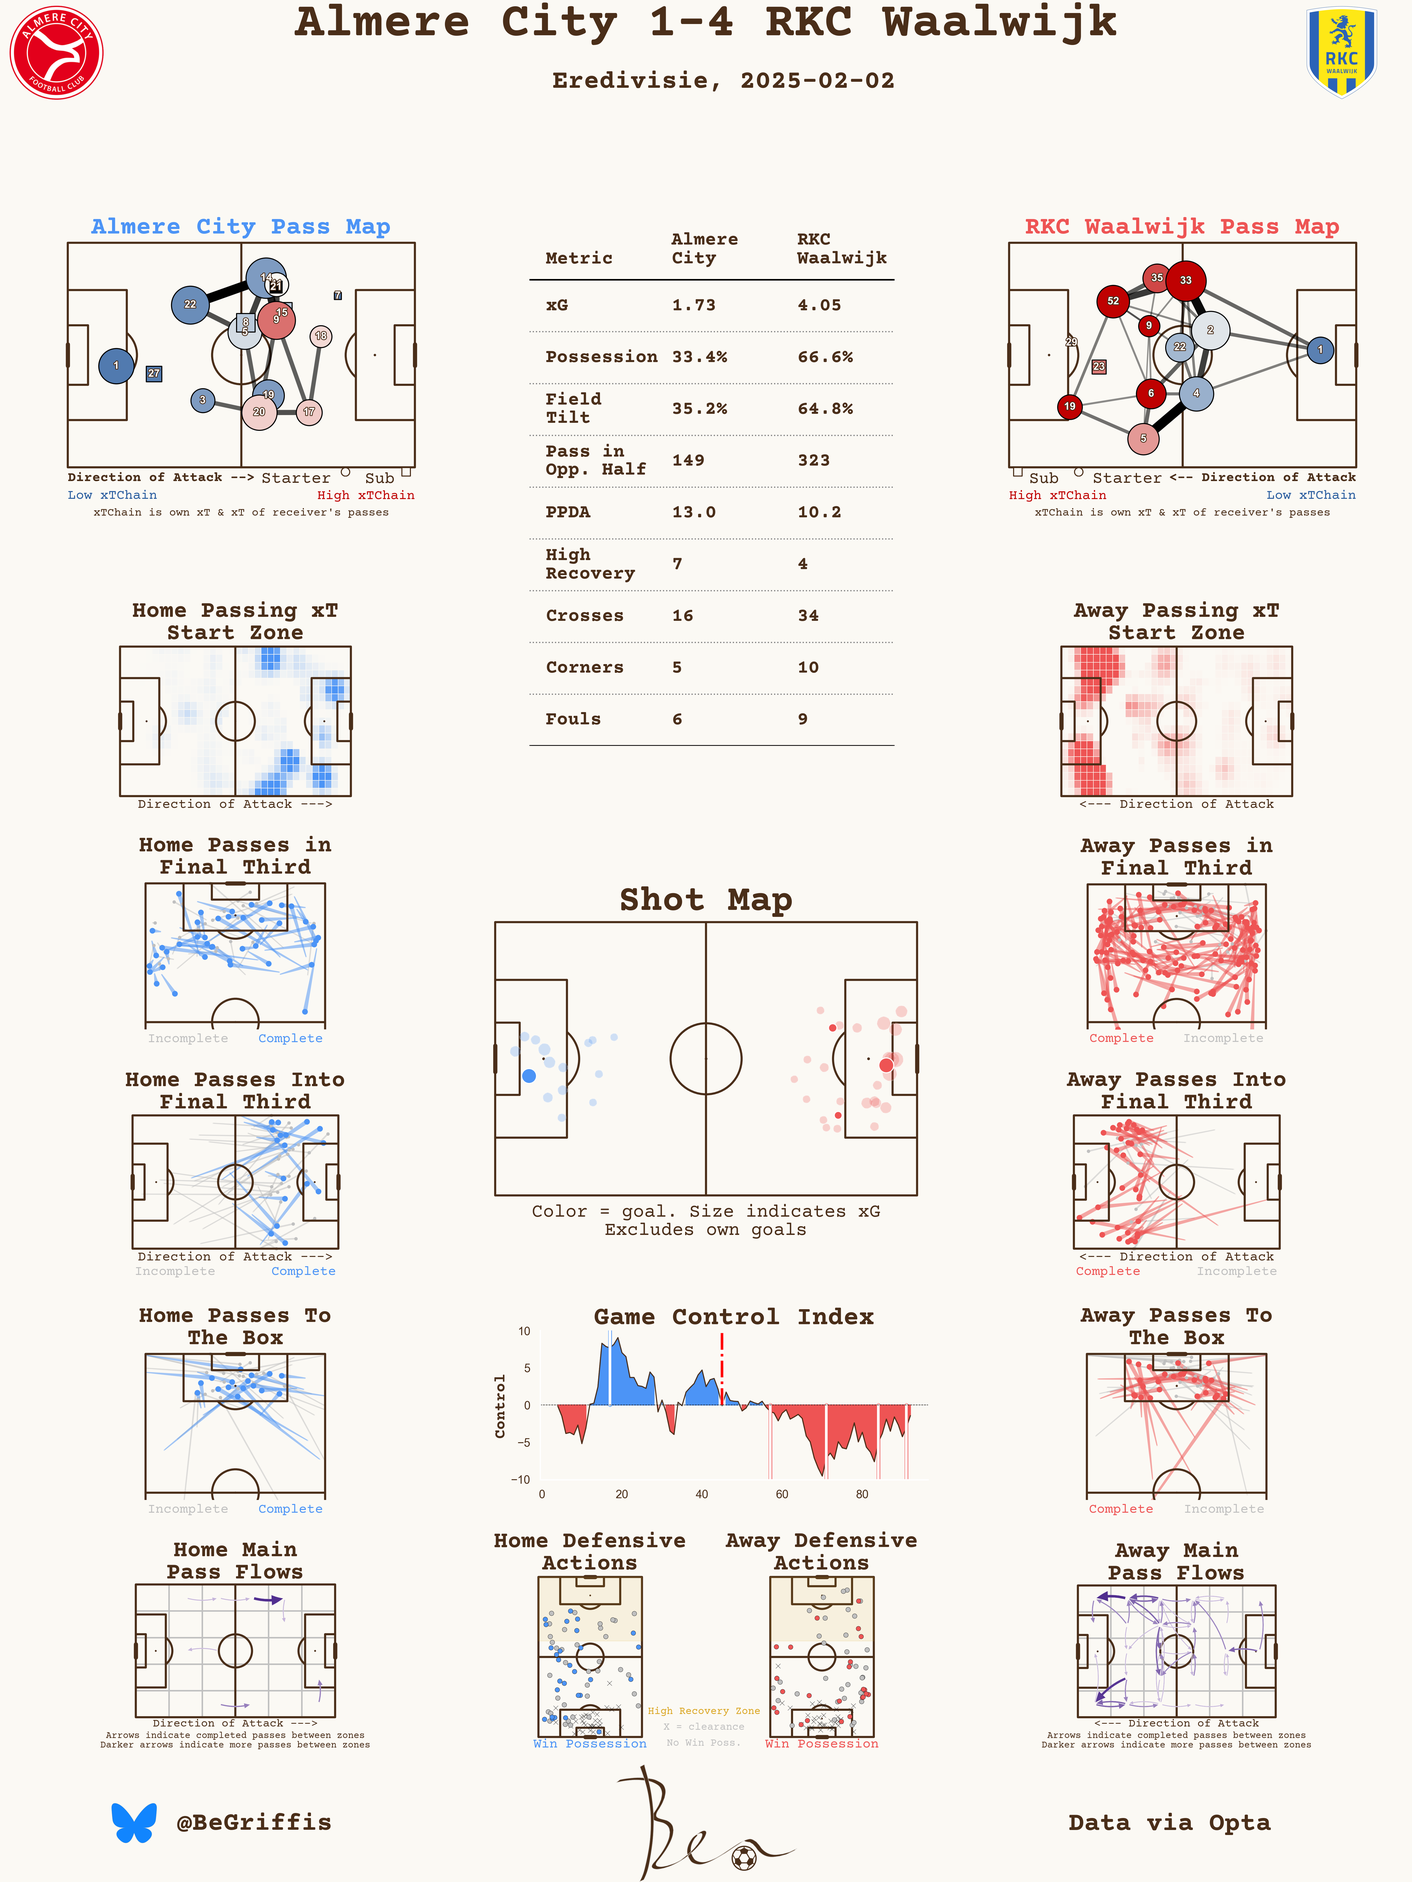 Almere City 1-4 RKC Waalwijk
Eredivisie, 2025-02-02
ALMERE CITY
FOOTBALL CLUB
RKC
WAALWIJK
Almere City Pass Map
1
22
27
3
14
21
15
9
8
5
19
20
17
18
7
Direction of Attack --> Starter Sub
Low xTChain High xTChain
xTChain is own xT & xT of receiver's passes
Metric Almere City RKC Waalwijk
xG 1.73 4.05
Possession 33.4% 66.6%
Field Tilt 35.2% 64.8%
Pass in Opp. Half 149 323
PPDA 13.0 10.2
High Recovery 7 4
Crosses 16 34
Corners 5 10
Fouls 6 9
RKC Waalwijk Pass Map
35
33
52
9
2
22
29
23
1
6
4
19
5
Sub Starter <-- Direction of Attack
High xTChain Low xTChain
xTChain is own xT & xT of receiver's passes
Home Passing xT
Start Zone
Direction of Attack --->
Away Passing xT
Start Zone
<--- Direction of Attack
Home Passes in
Final Third
Incomplete Complete
Away Passes in
Final Third
Complete Incomplete
Shot Map
Color = goal. Size indicates xG
Excludes own goals
Home Passes Into
Final Third
Direction of Attack --->
Incomplete Complete
Away Passes Into
Final Third
<--- Direction of Attack
Complete Incomplete
Home Passes To
The Box
Incomplete Complete
Game Control Index
Control
10
5
0
−5
−10
0 20 40 60 80
Away Passes To
The Box
Complete Incomplete
Home Main
Pass Flows
Direction of Attack --->
Arrows indicate completed passes between zones
Darker arrows indicate more passes between zones
Home Defensive
Actions
Win Possession
High Recovery Zone
X = clearance
No Win Poss.
Away Defensive
Actions
Win Possession
Away Main
Pass Flows
<--- Direction of Attack
Arrows indicate completed passes between zones
Darker arrows indicate more passes between zones
@BeGriffis
Ben
Data via Opta